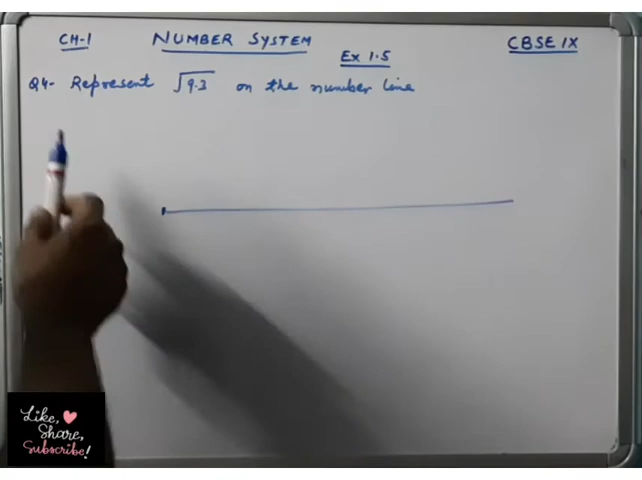 CH-1 NUMBER SYSTEM CBSE IX
Ex 1.5
Q4- Represent √9.3 on the number line
Like,
Share,
Subscribe!